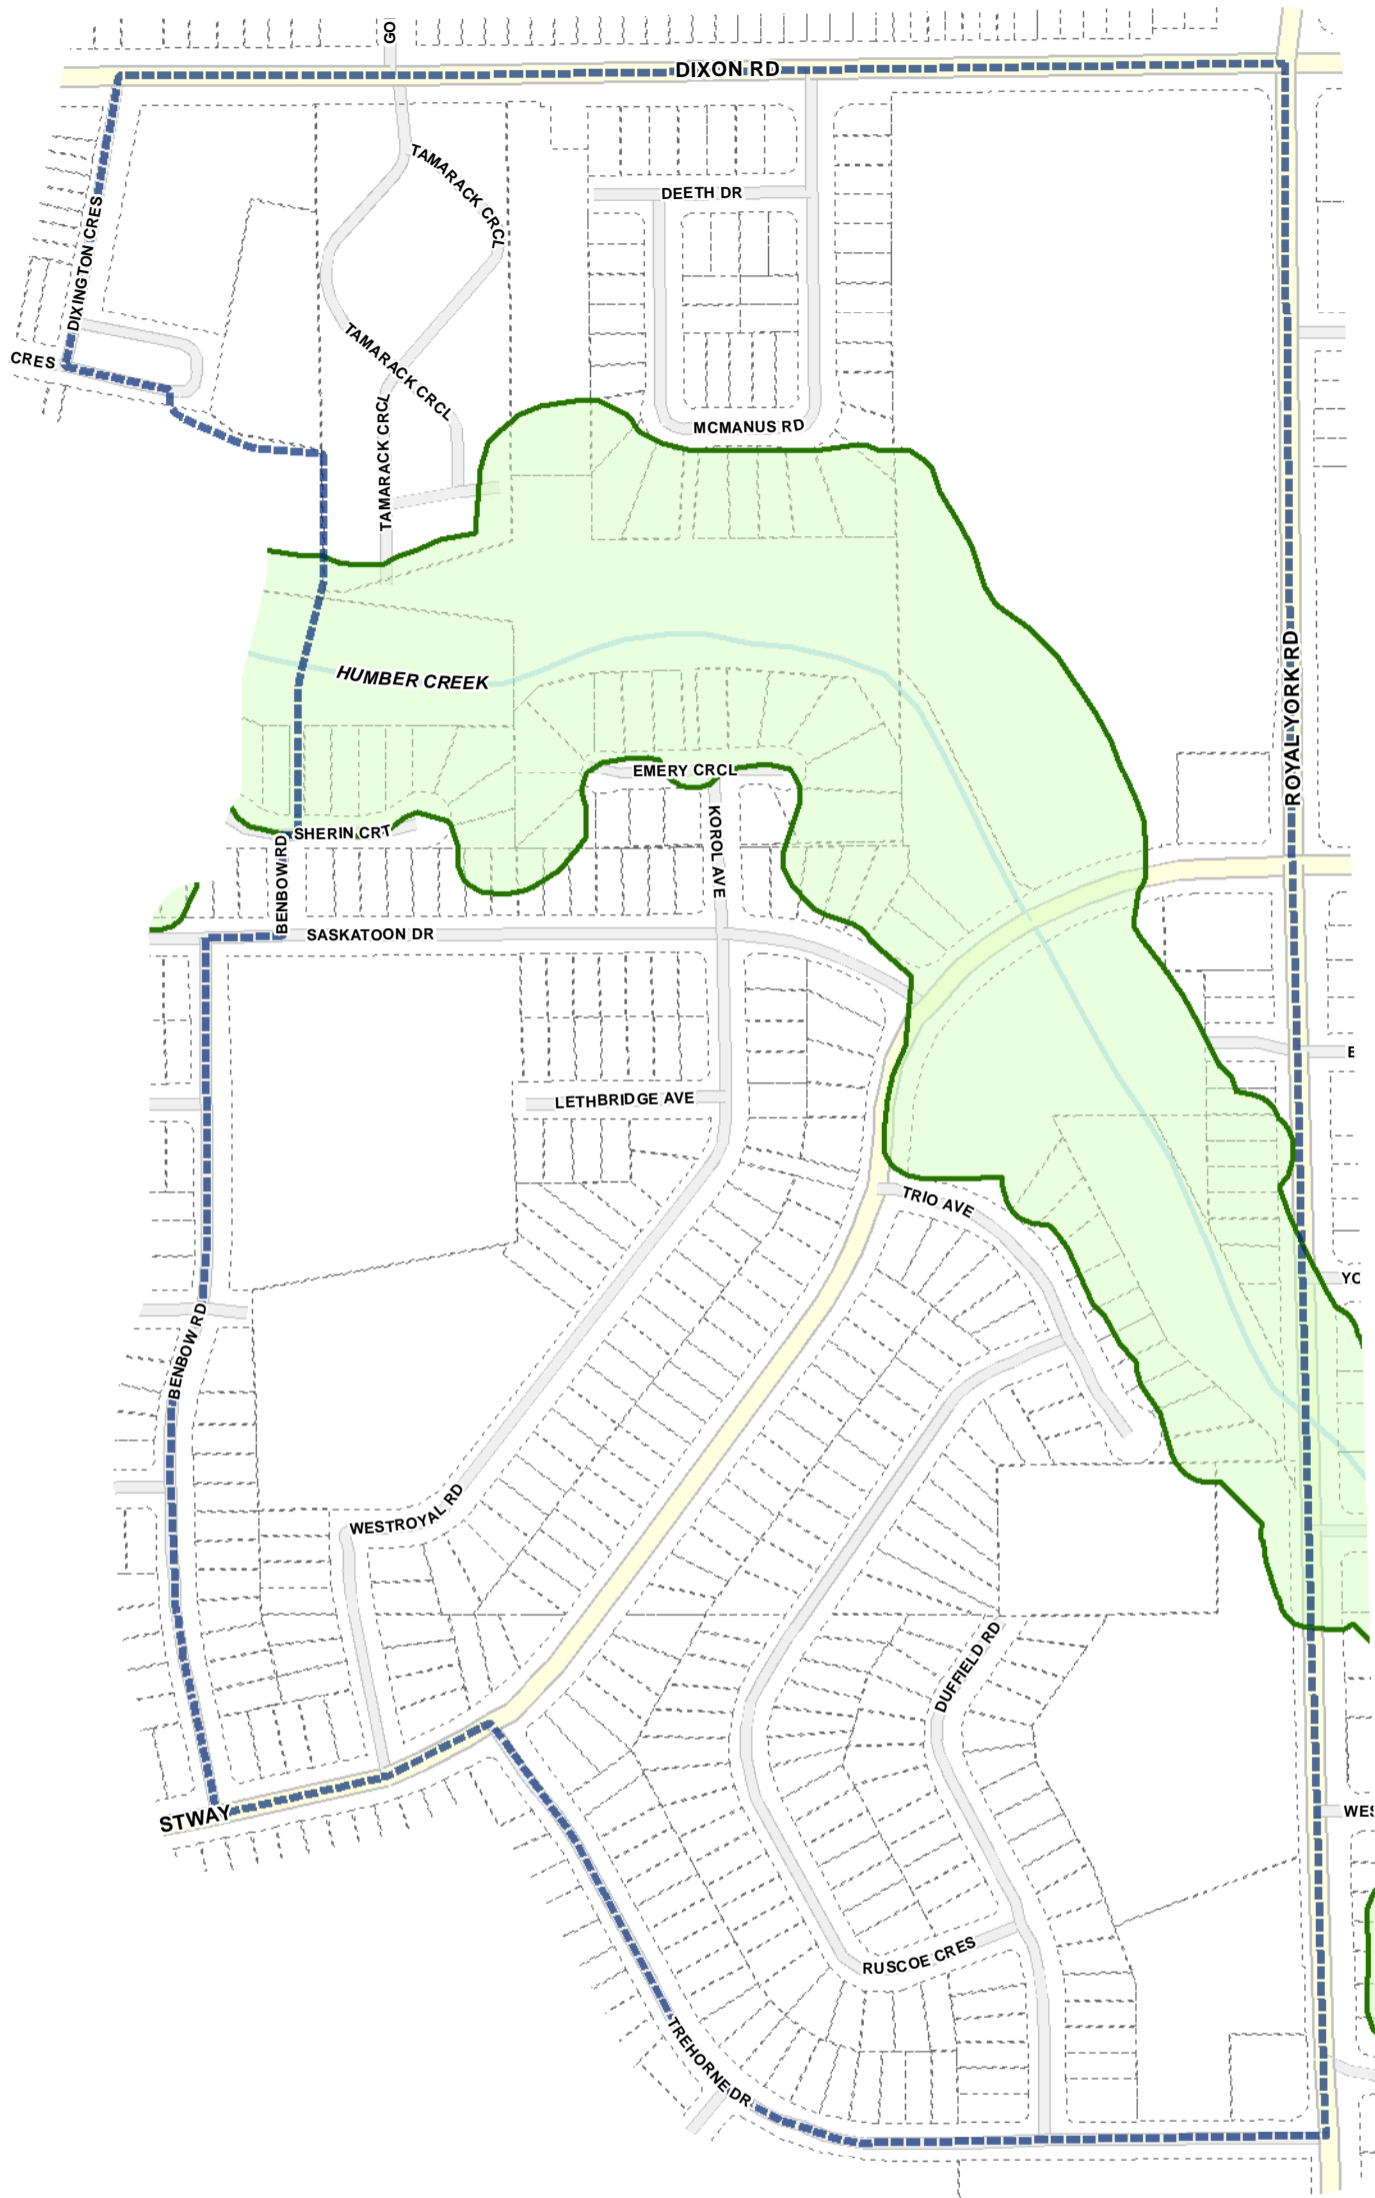 GO
DIXON RD
TAMARACK CRCL
DEETH DR
DIXINGTON CRES
TAMARACK CRCL
CRES
TAMARACK CRCL
MCMANUS RD
HUMBER CREEK
ROYAL YORK RD
EMERY CRCL
SHERIN CRT
KOROL AVE
BENBOW RD
SASKATOON DR
E
LETHBRIDGE AVE
TRIO AVE
YO
BENBOW RD
WESTROYAL RD
DUFFIELD RD
STWAY
WES
RUSCOE CRES
TREHORNE DR